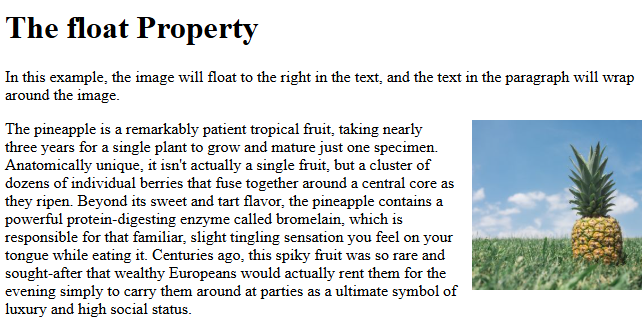 The float Property
In this example, the image will float to the right in the text, and the text in the paragraph will wrap
around the image.
The pineapple is a remarkably patient tropical fruit, taking nearly
three years for a single plant to grow and mature just one specimen.
Anatomically unique, it isn't actually a single fruit, but a cluster of
dozens of individual berries that fuse together around a central core as
they ripen. Beyond its sweet and tart flavor, the pineapple contains a
powerful protein-digesting enzyme called bromelain, which is
responsible for that familiar, slight tingling sensation you feel on your
tongue while eating it. Centuries ago, this spiky fruit was so rare and
sought-after that wealthy Europeans would actually rent them for the
evening simply to carry them around at parties as a ultimate symbol of
luxury and high social status.